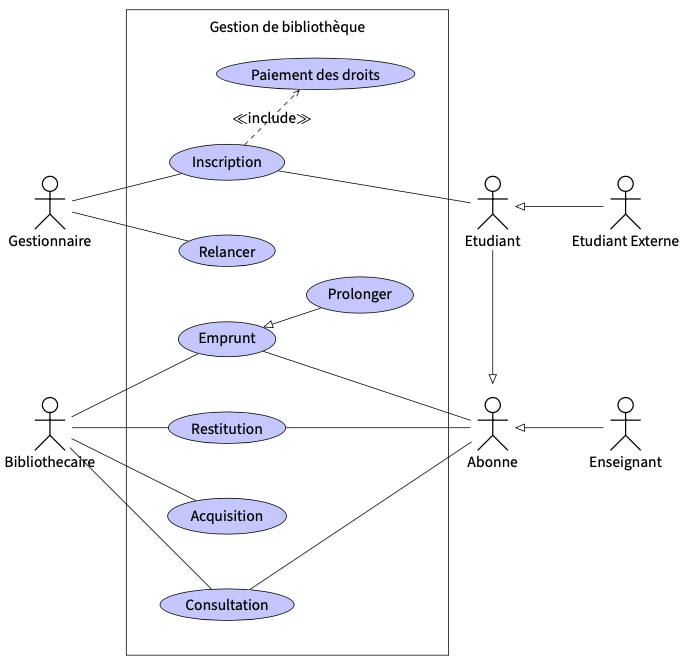 Gestion de bibliothèque
Paiement des droits
≪include≫
Inscription
Gestionnaire
Etudiant
Etudiant Externe
Relancer
Prolonger
Emprunt
Restitution
Bibliothecaire
Abonne
Enseignant
Acquisition
Consultation